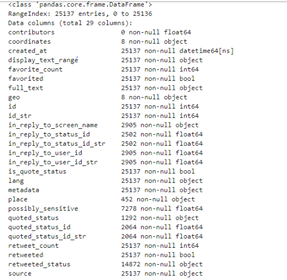 <class 'pandas.core.frame.DataFrame'>
RangeIndex: 25137 entries, 0 to 25136
Data columns (total 29 columns):
contributors 0 non-null float64
coordinates 8 non-null object
created_at 25137 non-null datetime64[ns]
display_text_range 25137 non-null object
favorite_count 25137 non-null int64
favorited 25137 non-null bool
full_text 25137 non-null object
geo 8 non-null object
id 25137 non-null int64
id_str 25137 non-null int64
in_reply_to_screen_name 2905 non-null object
in_reply_to_status_id 2502 non-null float64
in_reply_to_status_id_str 2502 non-null float64
in_reply_to_user_id 2905 non-null float64
in_reply_to_user_id_str 2905 non-null float64
is_quote_status 25137 non-null bool
lang 25137 non-null object
metadata 25137 non-null object
place 452 non-null object
possibly_sensitive 7278 non-null float64
quoted_status 1292 non-null object
quoted_status_id 2064 non-null float64
quoted_status_id_str 2064 non-null float64
retweet_count 25137 non-null int64
retweeted 25137 non-null bool
retweeted_status 14872 non-null object
source 25137 non-null object